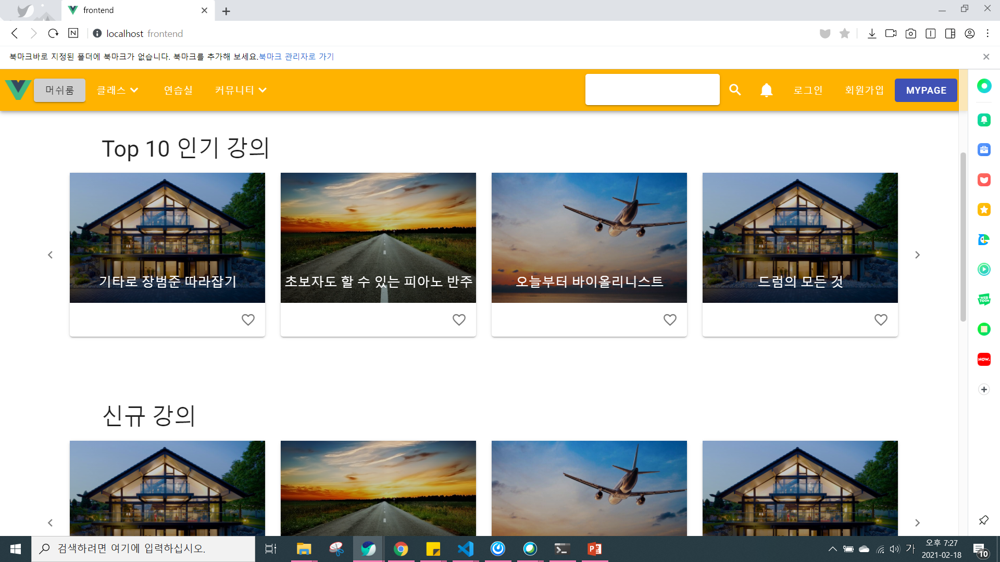 frontend
N
localhost frontend
북마크바로 지정된 폴더에 북마크가 없습니다. 북마크를 추가해 보세요.북마크 관리자로 가기
머쉬룸 클래스 연습실 커뮤니티 로그인 회원가입 MYPAGE
Top 10 인기 강의
기타로 장범준 따라잡기
초보자도 할 수 있는 피아노 반주
오늘부터 바이올리니스트
드럼의 모든 것
WEB
TOON
NOW.
신규 강의
검색하려면 여기에 입력하십시오.
가
오후 7:27
2021-02-18
10